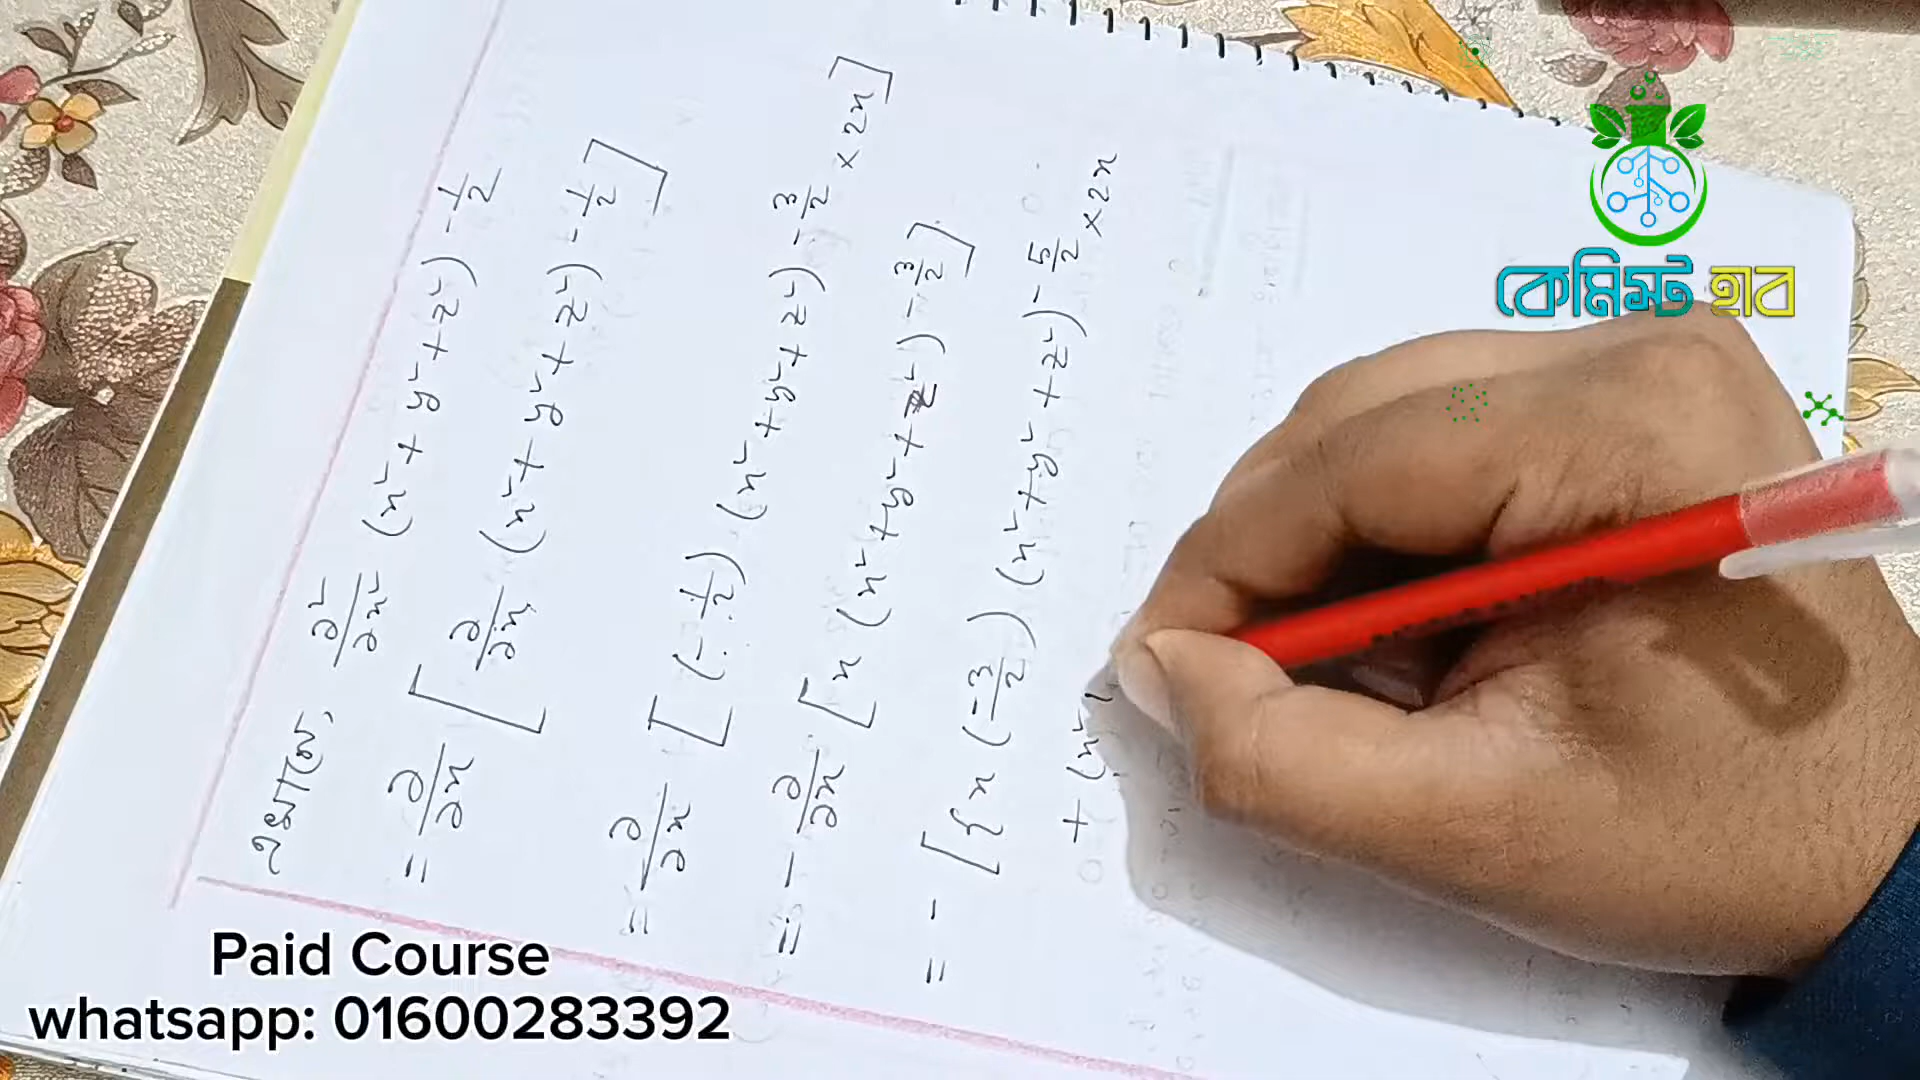 এখানে, ∂²/∂x² (x² + y² + z²)^-1/2
= ∂/∂x [∂/∂x (x² + y² + z²)^-1/2]
= ∂/∂x [(-1/2) (x² + y² + z²)^-3/2 × 2x]
= - ∂/∂x [x (x² + y² + z²)^-3/2]
= - [{x (-3/2) (x² + y² + z²)^-5/2 × 2x
+ (x² +
কেমিস্ট হাব
Paid Course
whatsapp: 01600283392